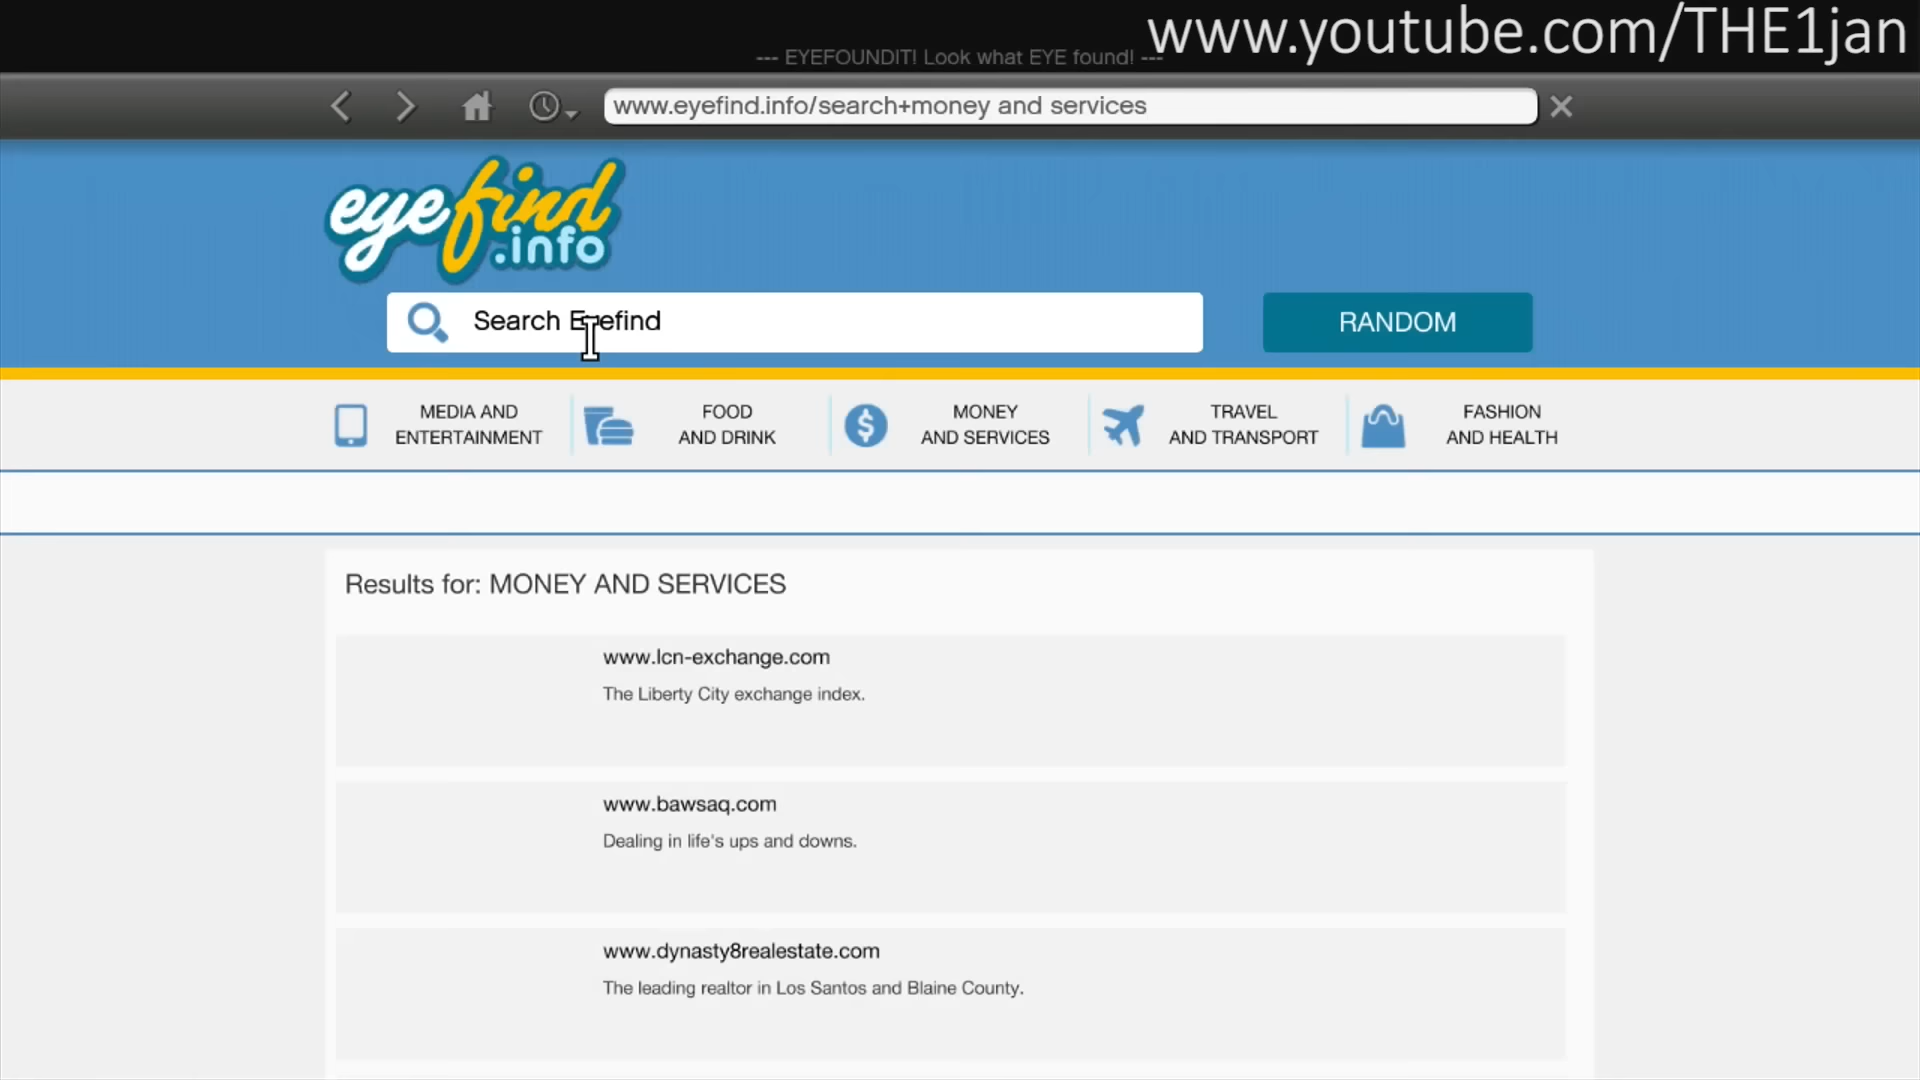 www.youtube.com/THE1jan
--- EYEFOUNDIT! Look what EYE found! ---
www.eyefind.info/search+money and services
eyefind
.info
Search Eyefind
RANDOM
MEDIA AND
ENTERTAINMENT
FOOD
AND DRINK
MONEY
AND SERVICES
TRAVEL
AND TRANSPORT
FASHION
AND HEALTH
Results for: MONEY AND SERVICES
www.lcn-exchange.com
The Liberty City exchange index.
www.bawsaq.com
Dealing in life's ups and downs.
www.dynasty8realestate.com
The leading realtor in Los Santos and Blaine County.